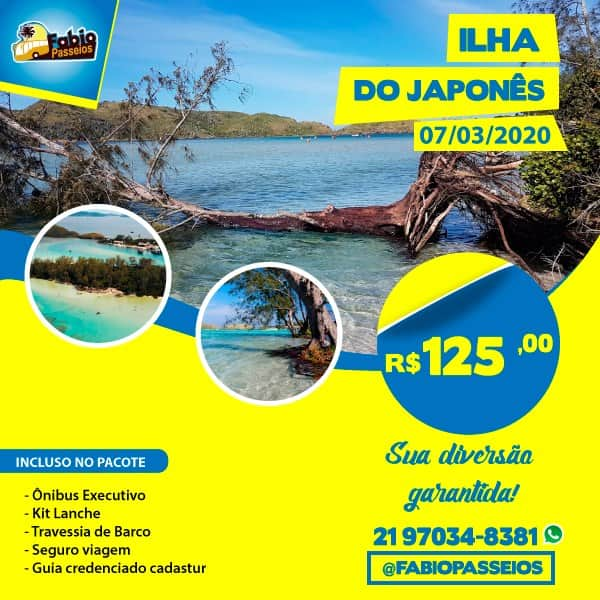 Fabio
Passeios
ILHA
DO JAPONÊS
07/03/2020
R$125,00
INCLUSO NO PACOTE
- Ônibus Executivo
- Kit Lanche
- Travessia de Barco
- Seguro viagem
- Guia credenciado cadastur
Sua diversão
garantida!
21 97034-8381
@FABIOPASSEIOS